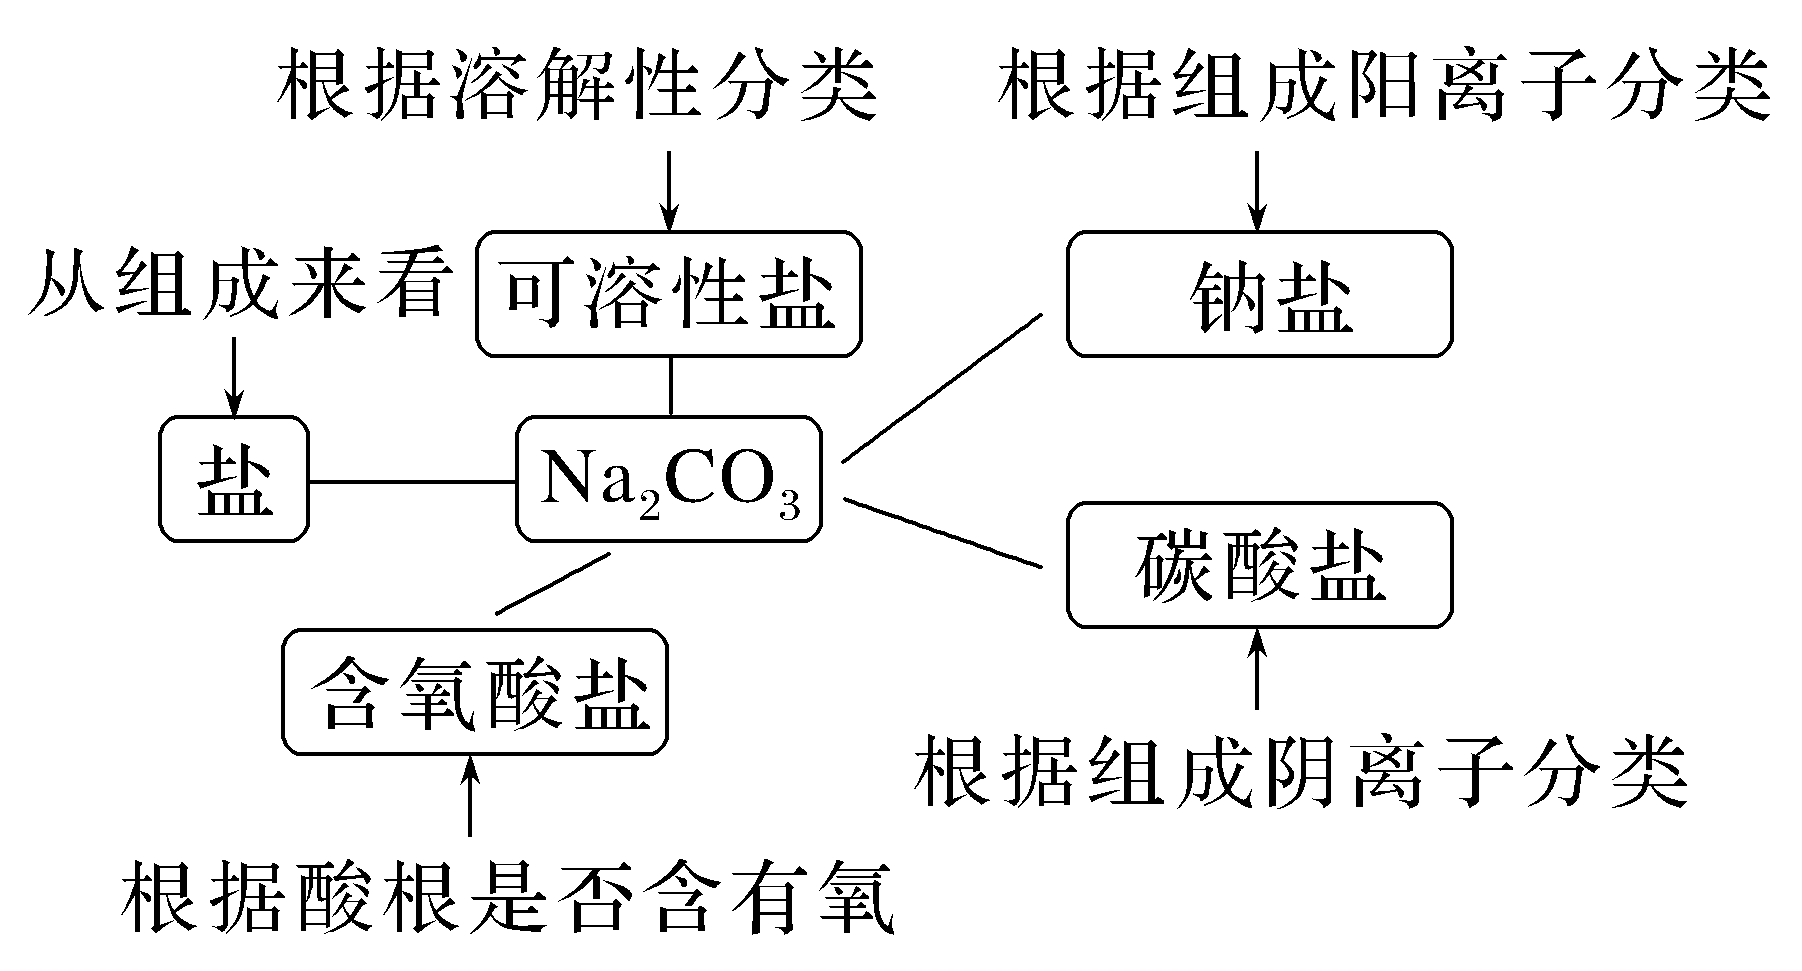 根据溶解性分类
根据组成阳离子分类
从组成来看
可溶性盐
钠盐
盐
Na₂CO₃
碳酸盐
含氧酸盐
根据组成阴离子分类
根据酸根是否含有氧